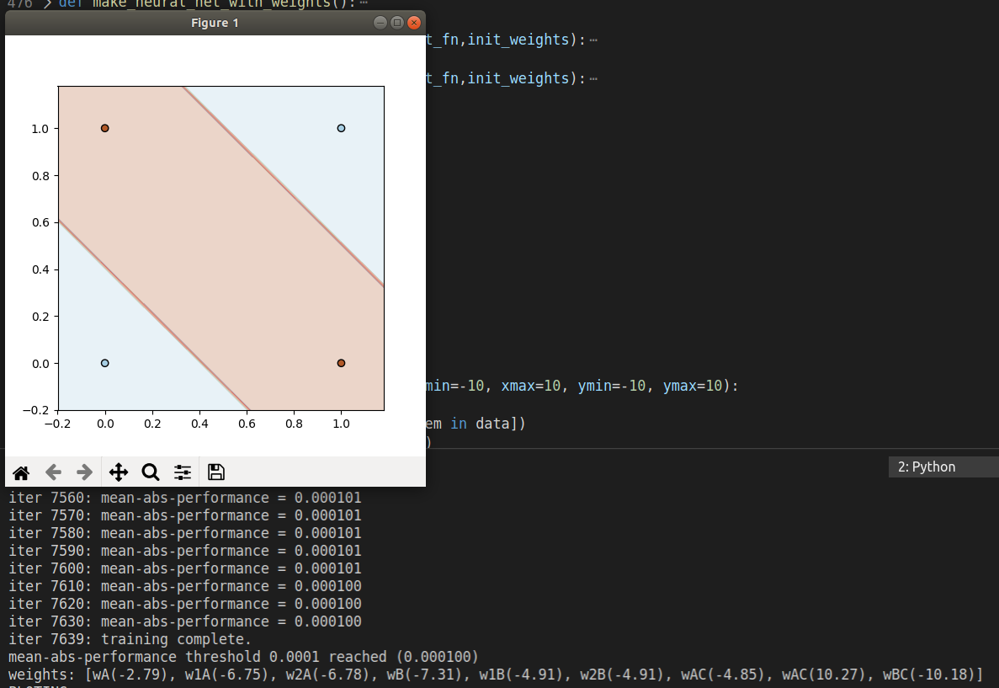 476 > def make_neural_net_with_weights():⋯
Figure 1
t_fn,init_weights):⋯
t_fn,init_weights):⋯
1.0
0.8
0.6
0.4
0.2
0.0
−0.2
−0.2 0.0 0.2 0.4 0.6 0.8 1.0
min=-10, xmax=10, ymin=-10, ymax=10):
em in data])
)
2: Python
iter 7560: mean-abs-performance = 0.000101
iter 7570: mean-abs-performance = 0.000101
iter 7580: mean-abs-performance = 0.000101
iter 7590: mean-abs-performance = 0.000101
iter 7600: mean-abs-performance = 0.000101
iter 7610: mean-abs-performance = 0.000100
iter 7620: mean-abs-performance = 0.000100
iter 7630: mean-abs-performance = 0.000100
iter 7639: training complete.
mean-abs-performance threshold 0.0001 reached (0.000100)
weights: [wA(-2.79), w1A(-6.75), w2A(-6.78), wB(-7.31), w1B(-4.91), w2B(-4.91), wAC(-4.85), wAC(10.27), wBC(-10.18)]